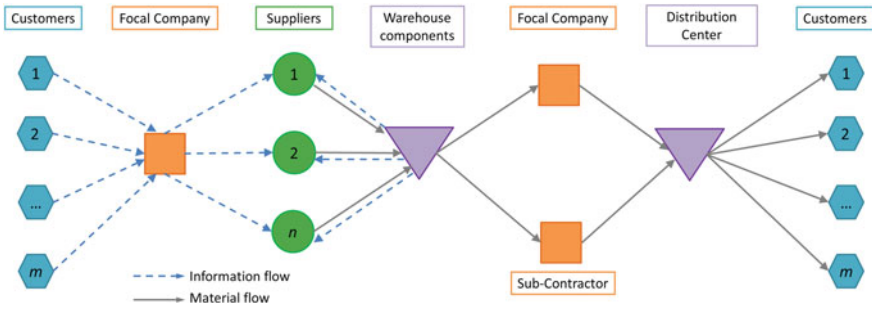 Customers
Focal Company
Suppliers
Warehouse
components
Focal Company
Distribution
Center
Customers
1
2
...
m
1
2
n
1
2
...
m
Sub-Contractor
Information flow
Material flow